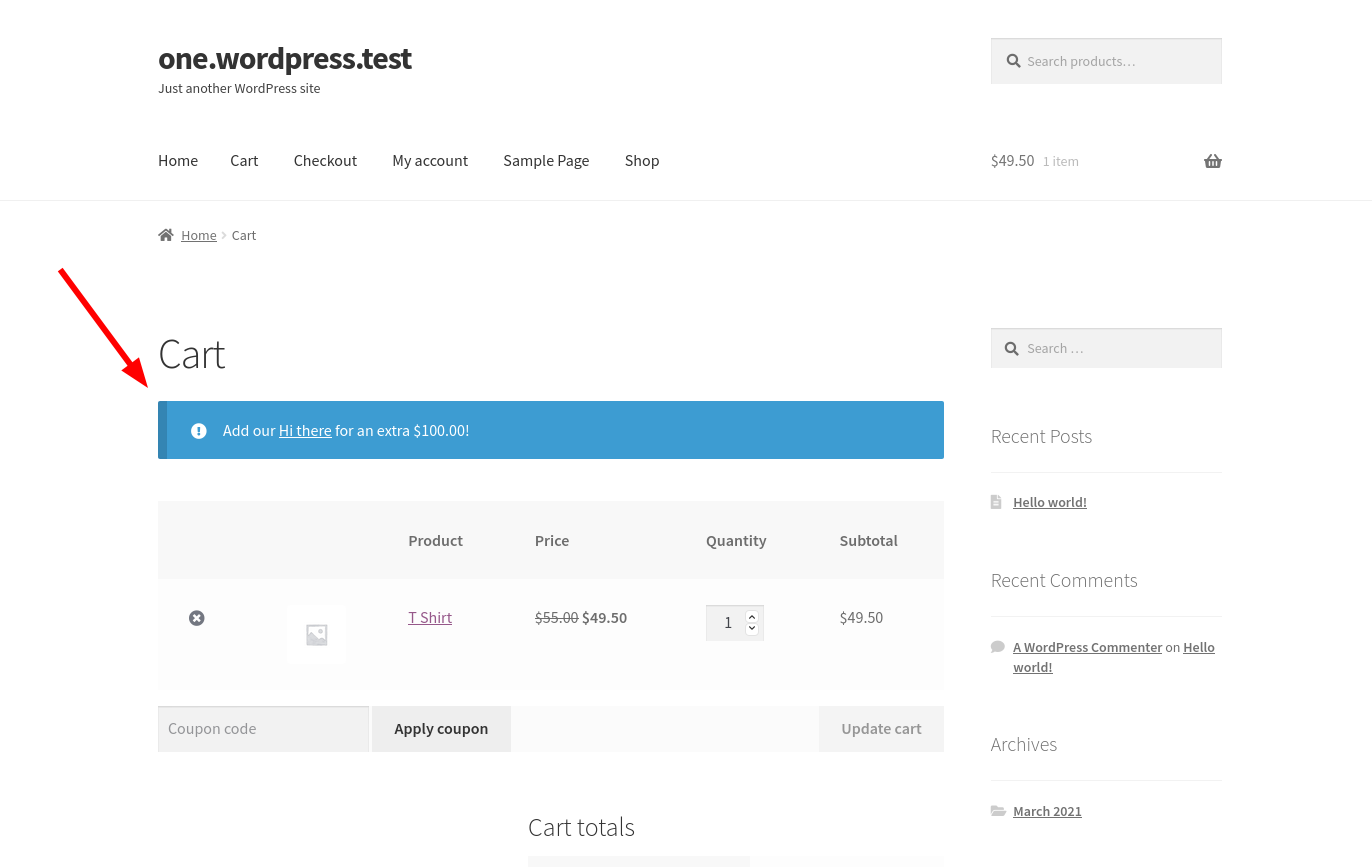 one.wordpress.test
Just another WordPress site
Search products…
Home Cart Checkout My account Sample Page Shop
$49.50 1 item
Home Cart
Cart
Add our Hi there for an extra $100.00!
Product Price Quantity Subtotal
T Shirt $55.00 $49.50 1 $49.50
Coupon code Apply coupon Update cart
Cart totals
Search …
Recent Posts
Hello world!
Recent Comments
A WordPress Commenter on Hello
world!
Archives
March 2021